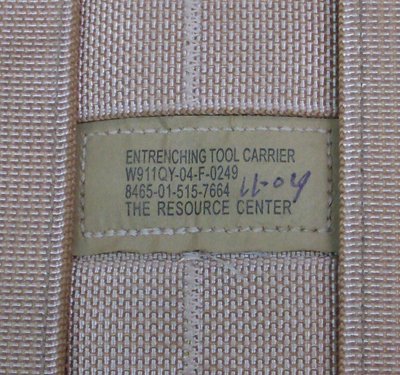 ENTRENCHING TOOL CARRIER
W911QY-04-F-0249
8465-01-515-7664 11-04
THE RESOURCE CENTER